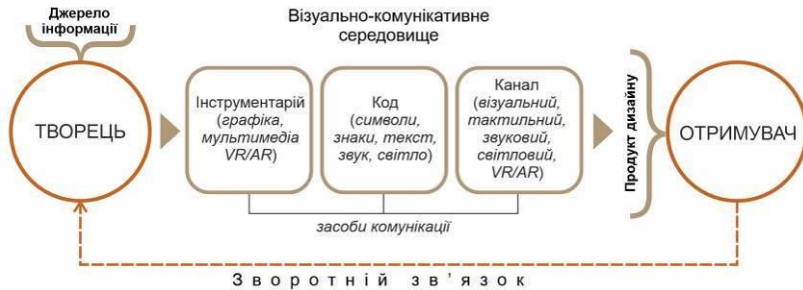 Джерело
інформації
Візуально-комунікативне
середовище
ТВОРЕЦЬ
Інструментарій
(графіка,
мультимедіа
VR/AR)
Код
(символи,
знаки, текст,
звук, світло)
Канал
(візуальний,
тактильний,
звуковий,
світловий,
VR/AR)
Продукт дизайну
ОТРИМУВАЧ
засоби комунікації
Зворотній зв’язок